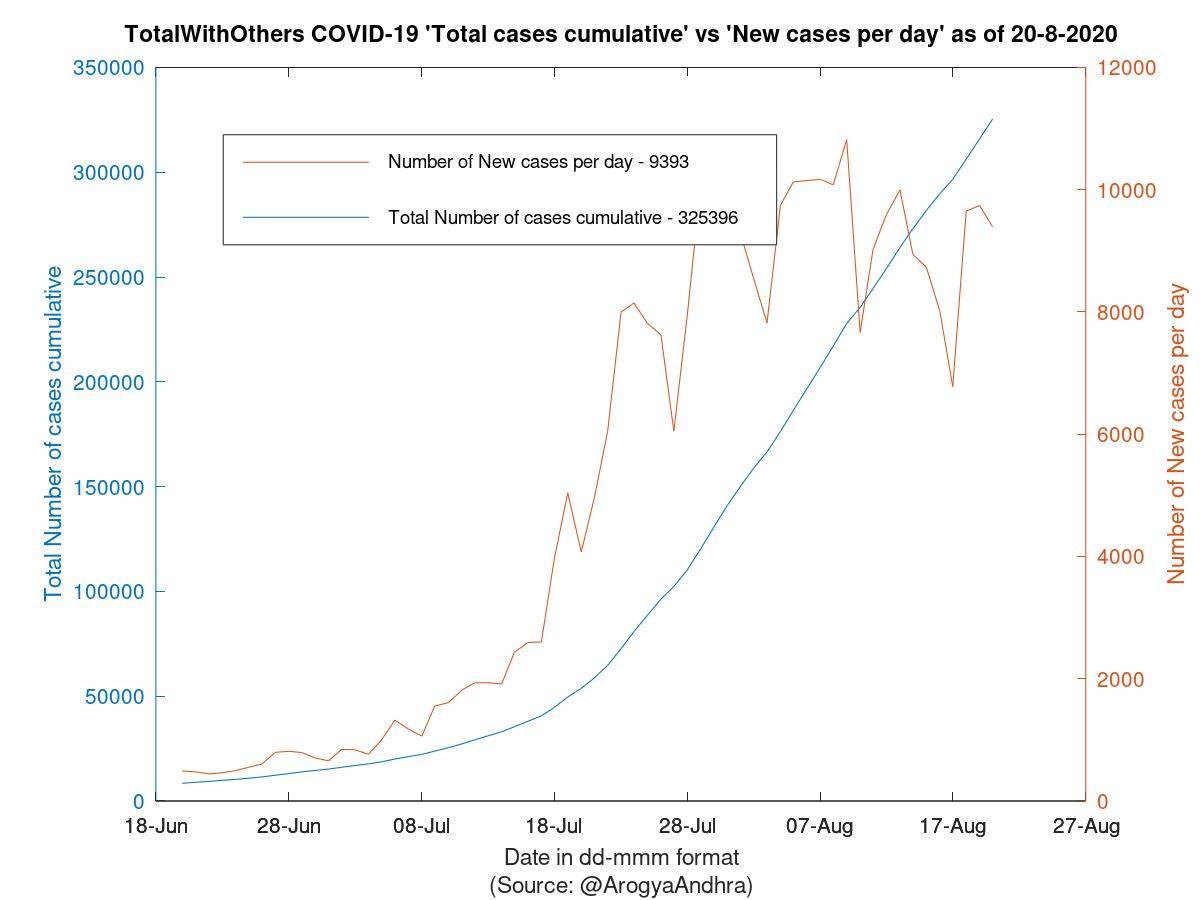 TotalWithOthers COVID-19 'Total cases cumulative' vs 'New cases per day' as of 20-8-2020
350000
300000
250000
200000
150000
100000
50000
0
Total Number of cases cumulative
Number of New cases per day - 9393
Total Number of cases cumulative - 325396
12000
10000
8000
6000
4000
2000
0
Number of New cases per day
18-Jun 28-Jun 08-Jul 18-Jul 28-Jul 07-Aug 17-Aug 27-Aug
Date in dd-mmm format
(Source: @ArogyaAndhra)